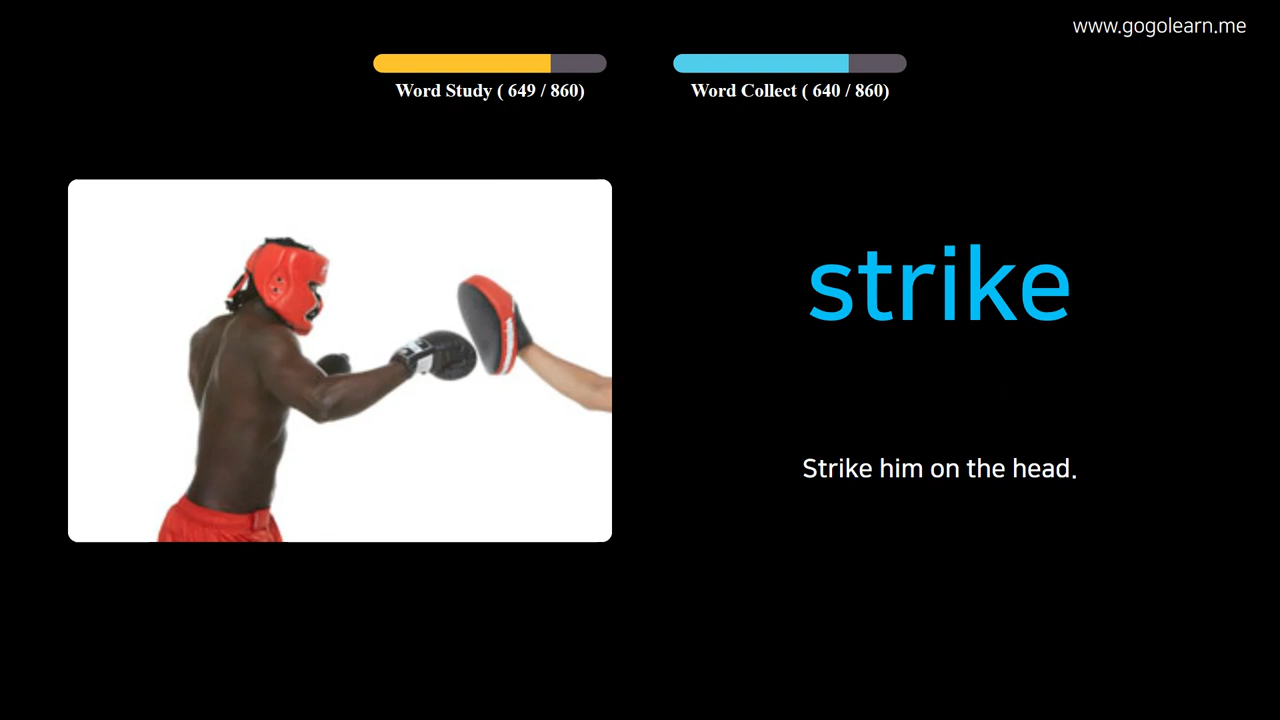 www.gogolearn.me
Word Study ( 649 / 860)
Word Collect ( 640 / 860)
strike
Strike him on the head.